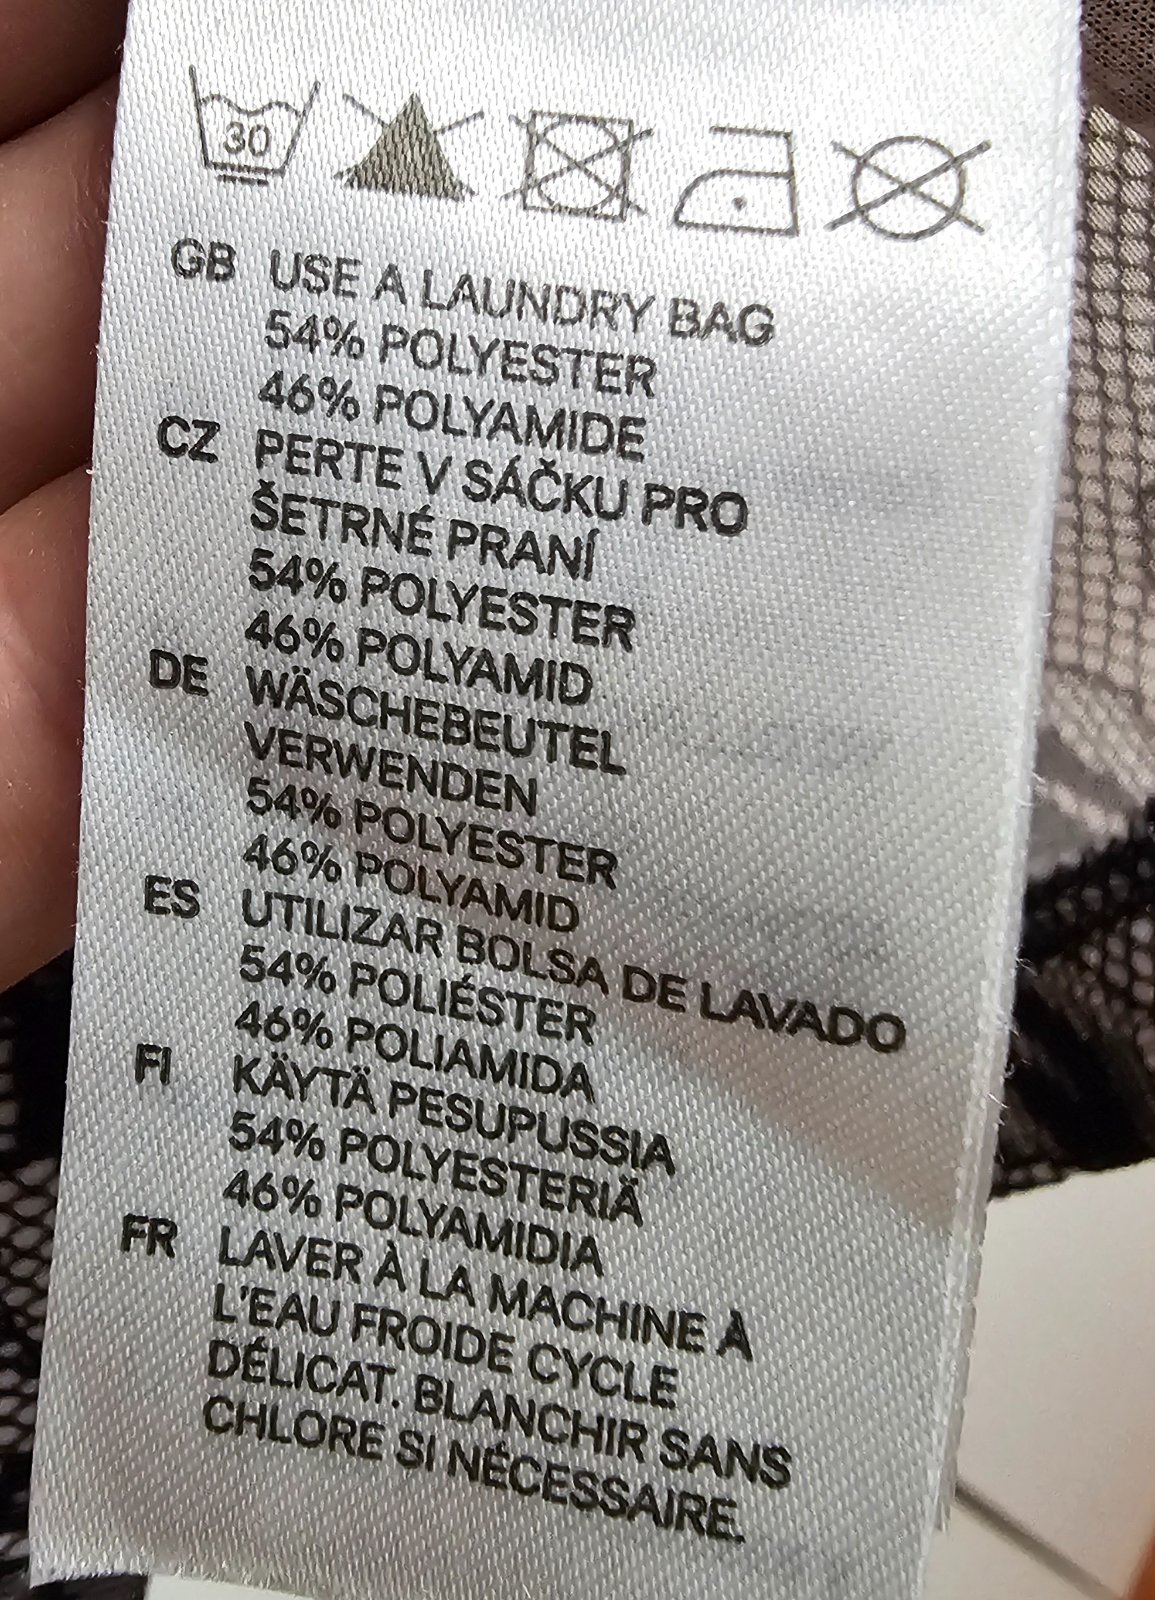 30
GB USE A LAUNDRY BAG
54% POLYESTER
46% POLYAMIDE
CZ PERTE V SÁČKU PRO
ŠETRNÉ PRANÍ
54% POLYESTER
46% POLYAMID
DE WÄSCHEBEUTEL
VERWENDEN
54% POLYESTER
46% POLYAMID
ES UTILIZAR BOLSA DE LAVADO
54% POLIÉSTER
46% POLIAMIDA
FI KÄYTÄ PESUPUSSIA
54% POLYESTERIÄ
46% POLYAMIDIA
FR LAVER À LA MACHINE À
L'EAU FROIDE CYCLE
DÉLICAT. BLANCHIR SANS
CHLORE SI NÉCESSAIRE.